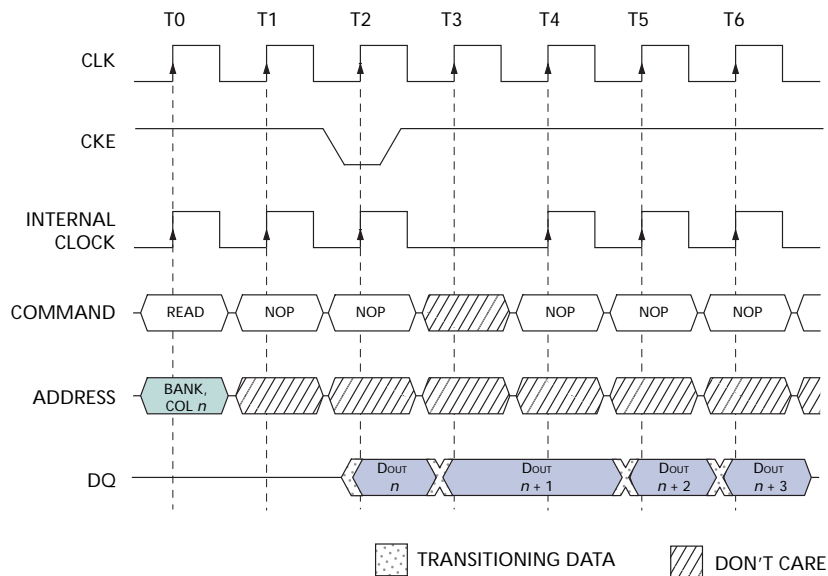 T0 T1 T2 T3 T4 T5 T6
CLK
CKE
INTERNAL
CLOCK
COMMAND READ NOP NOP NOP NOP NOP
ADDRESS BANK,
COL n
DQ DOUT DOUT DOUT DOUT
n n + 1 n + 2 n + 3
TRANSITIONING DATA DON'T CARE